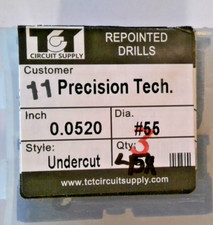 TCT
CIRCUIT SUPPLY
REPOINTED
DRILLS
Customer
11 Precision Tech.
Inch
Dia.
0.0520
#55
Style:
Qty:
3
Undercut
www.tctcircuitsupply.com